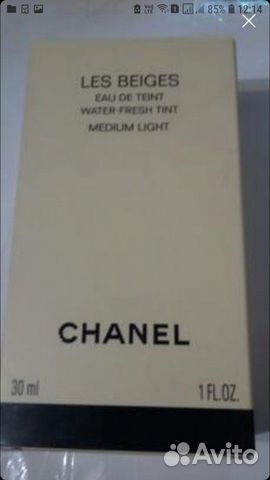 85% 12:14
LES BEIGES
EAU DE TEINT
WATER-FRESH TINT
MEDIUM LIGHT
CHANEL
30 ml 1 FL.OZ.
Avito